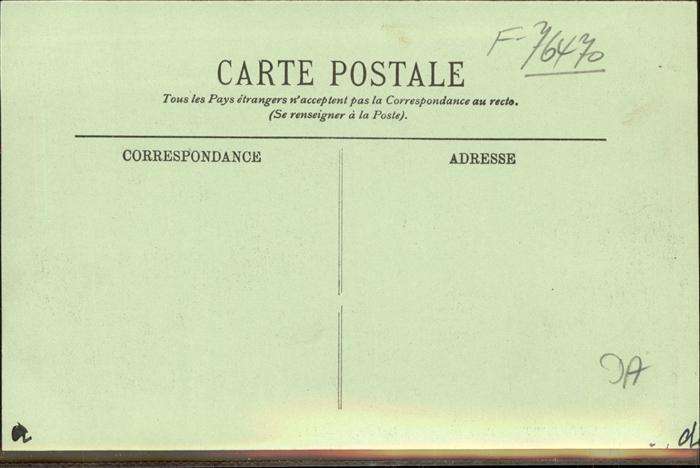 F-76470
CARTE POSTALE
Tous les Pays étrangers n'acceptent pas la Correspondance au recto.
(Se renseigner à la Poste).
CORRESPONDANCE
ADRESSE